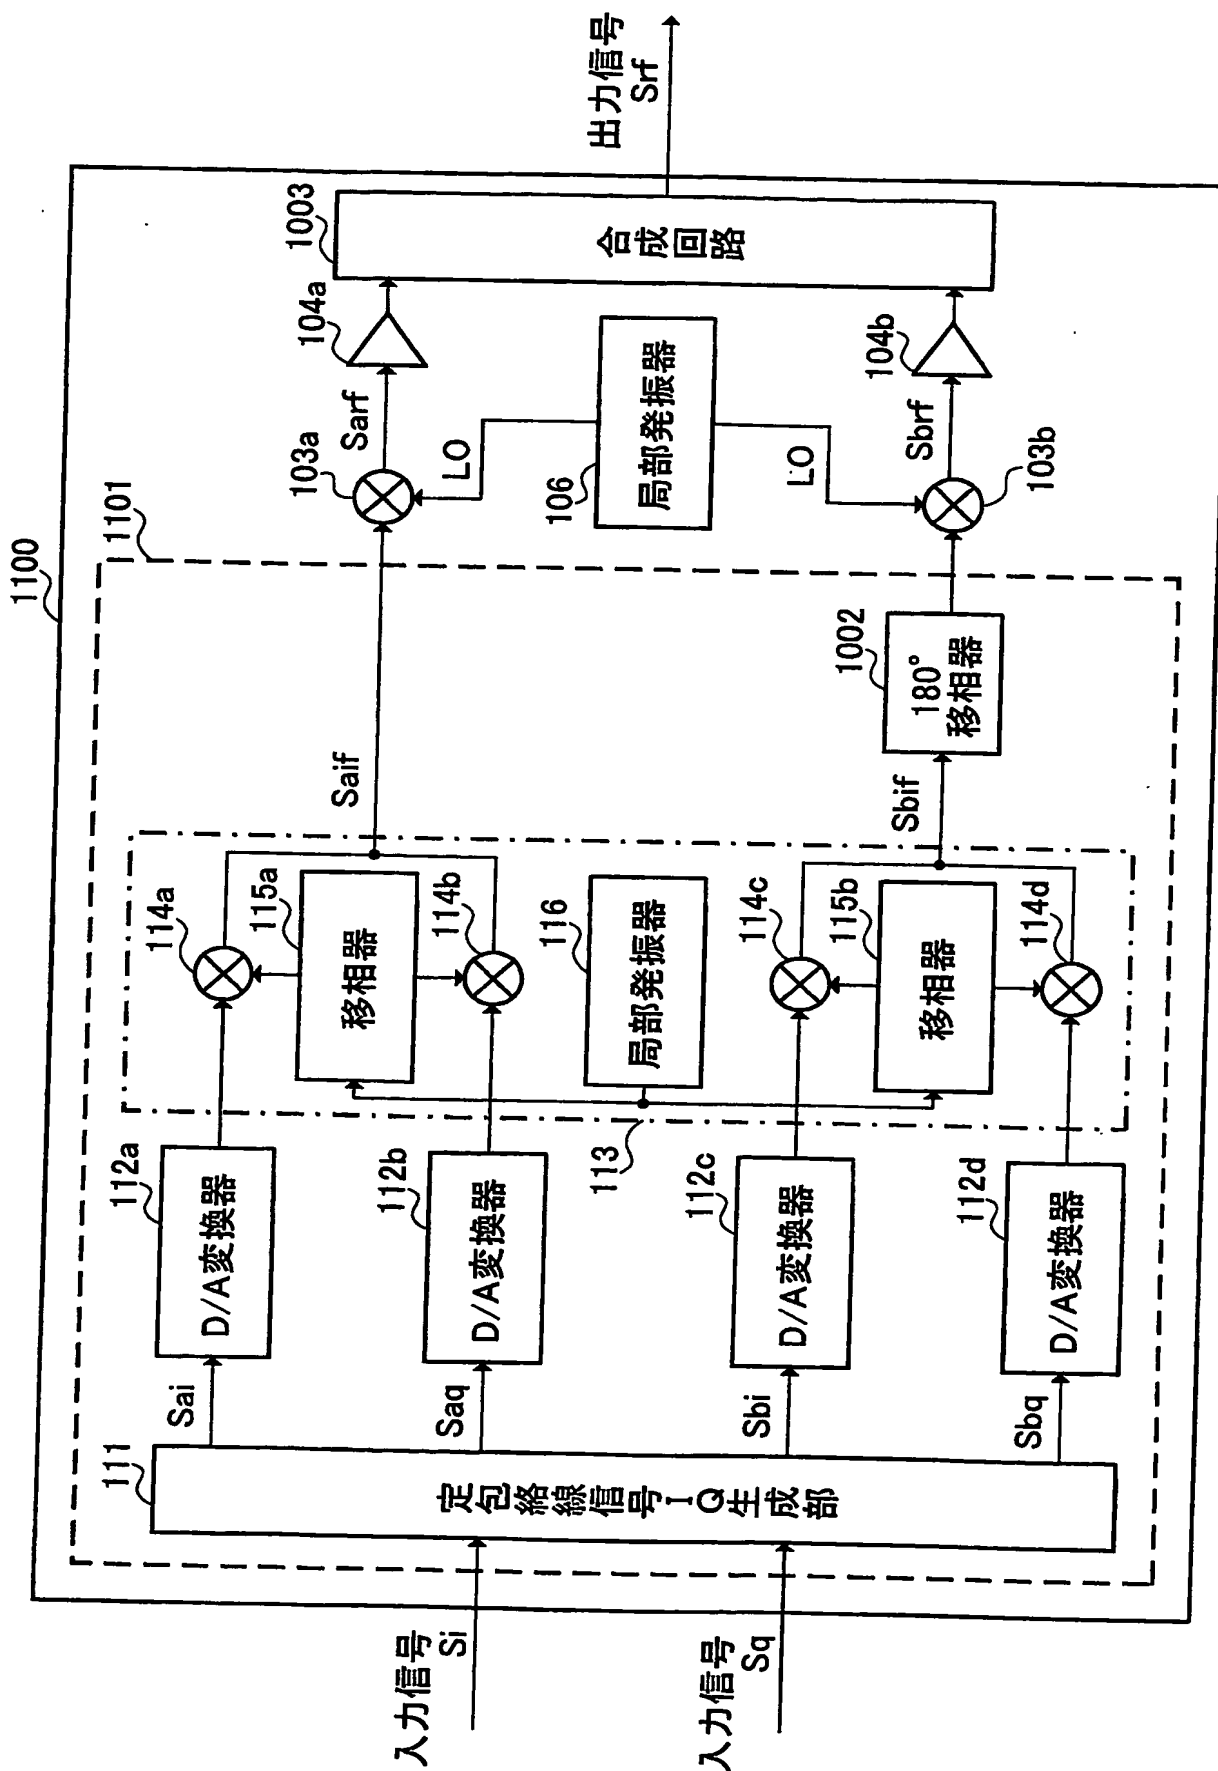 1100
1101
入力信号
Si
入力信号
Sq
111
定包絡線信号IQ生成部
Sai
Saq
Sbi
Sbq
112a
D/A変換器
112b
D/A変換器
112c
D/A変換器
112d
D/A変換器
113
114a
115a
移相器
114b
116
局部発振器
114c
115b
移相器
114d
Saif
Sbif
1002
180°
移相器
103a
LO
106
局部発振器
LO
103b
Sarf
Sbrf
104a
104b
1003
合成回路
出力信号
Srf